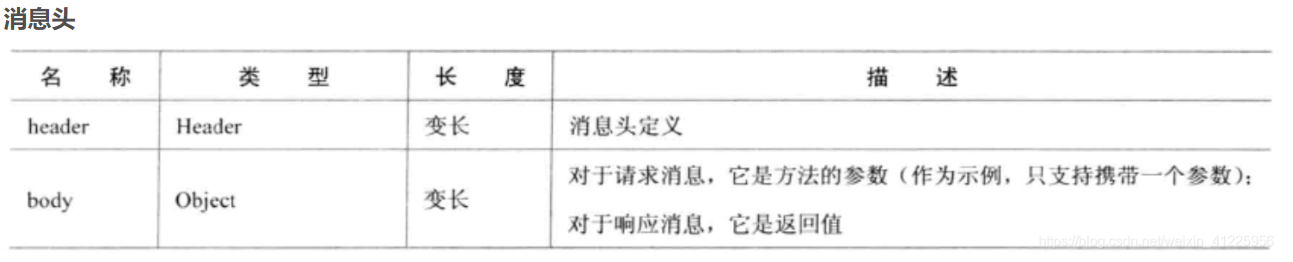 消息头
名 称 类 型 长 度 描 述
header Header 变长 消息头定义
body Object 变长 对于请求消息，它是方法的参数（作为示例，只支持携带一个参数）；
对于响应消息，它是返回值
https://blog.csdn.net/weixin_41225956